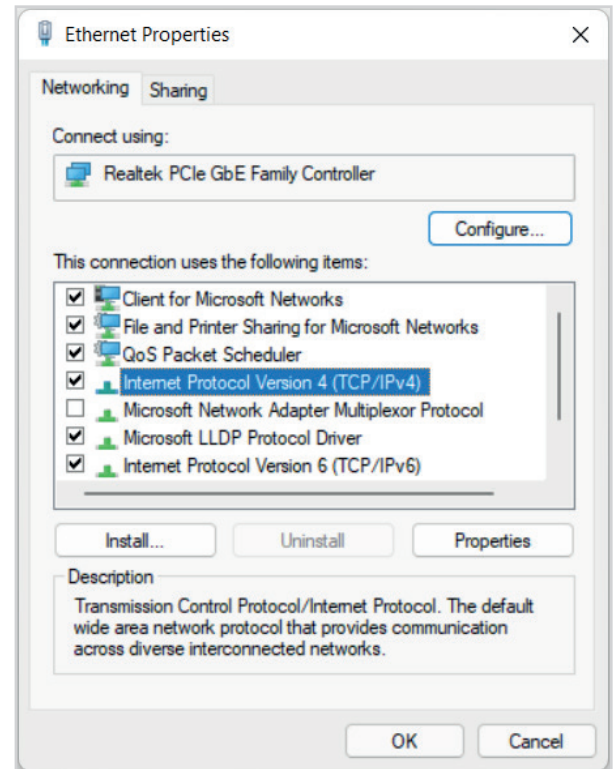 Ethernet Properties
Networking
Sharing
Connect using:
Realtek PCIe GbE Family Controller
Configure...
This connection uses the following items:
Client for Microsoft Networks
File and Printer Sharing for Microsoft Networks
QoS Packet Scheduler
Internet Protocol Version 4 (TCP/IPv4)
Microsoft Network Adapter Multiplexor Protocol
Microsoft LLDP Protocol Driver
Internet Protocol Version 6 (TCP/IPv6)
Install...
Uninstall
Properties
Description
Transmission Control Protocol/Internet Protocol. The default
wide area network protocol that provides communication
across diverse interconnected networks.
OK
Cancel